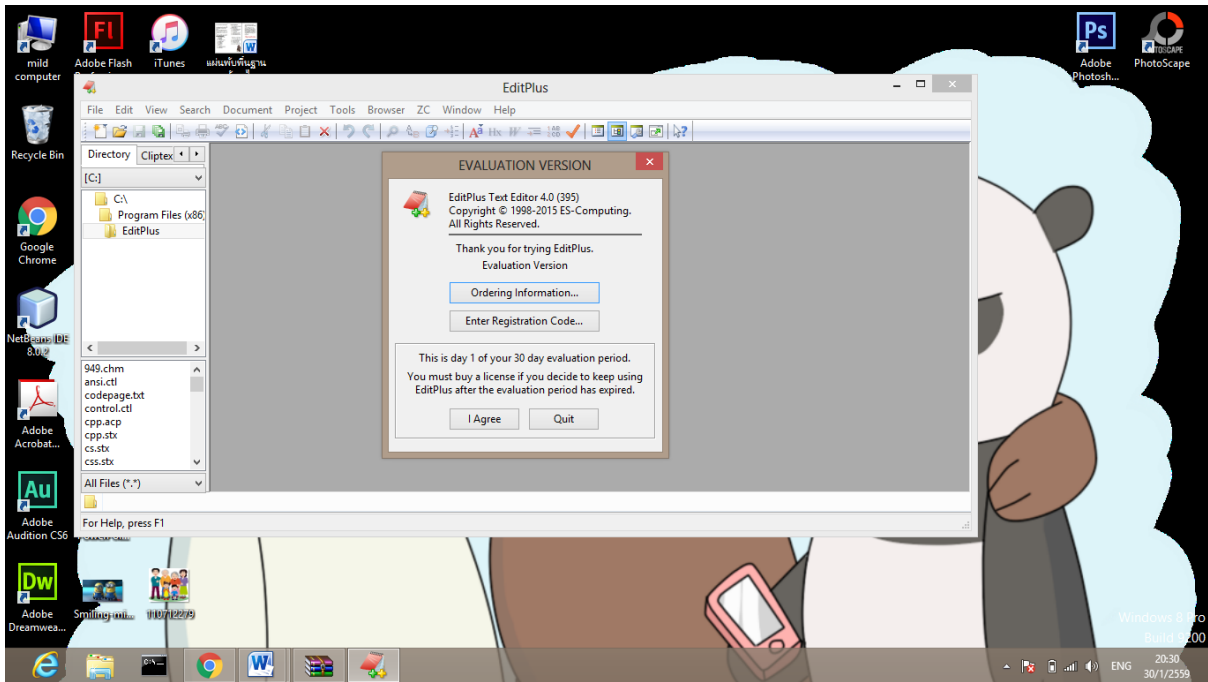 mild
computer
Adobe Flash
iTunes
แผ่นพับพื้นฐาน
Ps
Adobe
Photosh...
PhotoScape
Recycle Bin
Google
Chrome
NetBeans IDE
8.0.2
Adobe
Acrobat...
Au
Adobe
Audition CS6
Dw
Adobe
Dreamwea...
Smiling-mi...
110712279
EditPlus
File Edit View Search Document Project Tools Browser ZC Window Help
Directory Cliptex
[C:]
C:\
Program Files (x86)
EditPlus
949.chm
ansi.ctl
codepage.txt
control.ctl
cpp.acp
cpp.stx
cs.stx
css.stx
All Files (*.*)
For Help, press F1
EVALUATION VERSION
EditPlus Text Editor 4.0 (395)
Copyright © 1998-2015 ES-Computing.
All Rights Reserved.
Thank you for trying EditPlus.
Evaluation Version
Ordering Information...
Enter Registration Code...
This is day 1 of your 30 day evaluation period.
You must buy a license if you decide to keep using
EditPlus after the evaluation period has expired.
I Agree Quit
Windows 8 Pro
Build 9200
ENG
20:30
30/1/2559